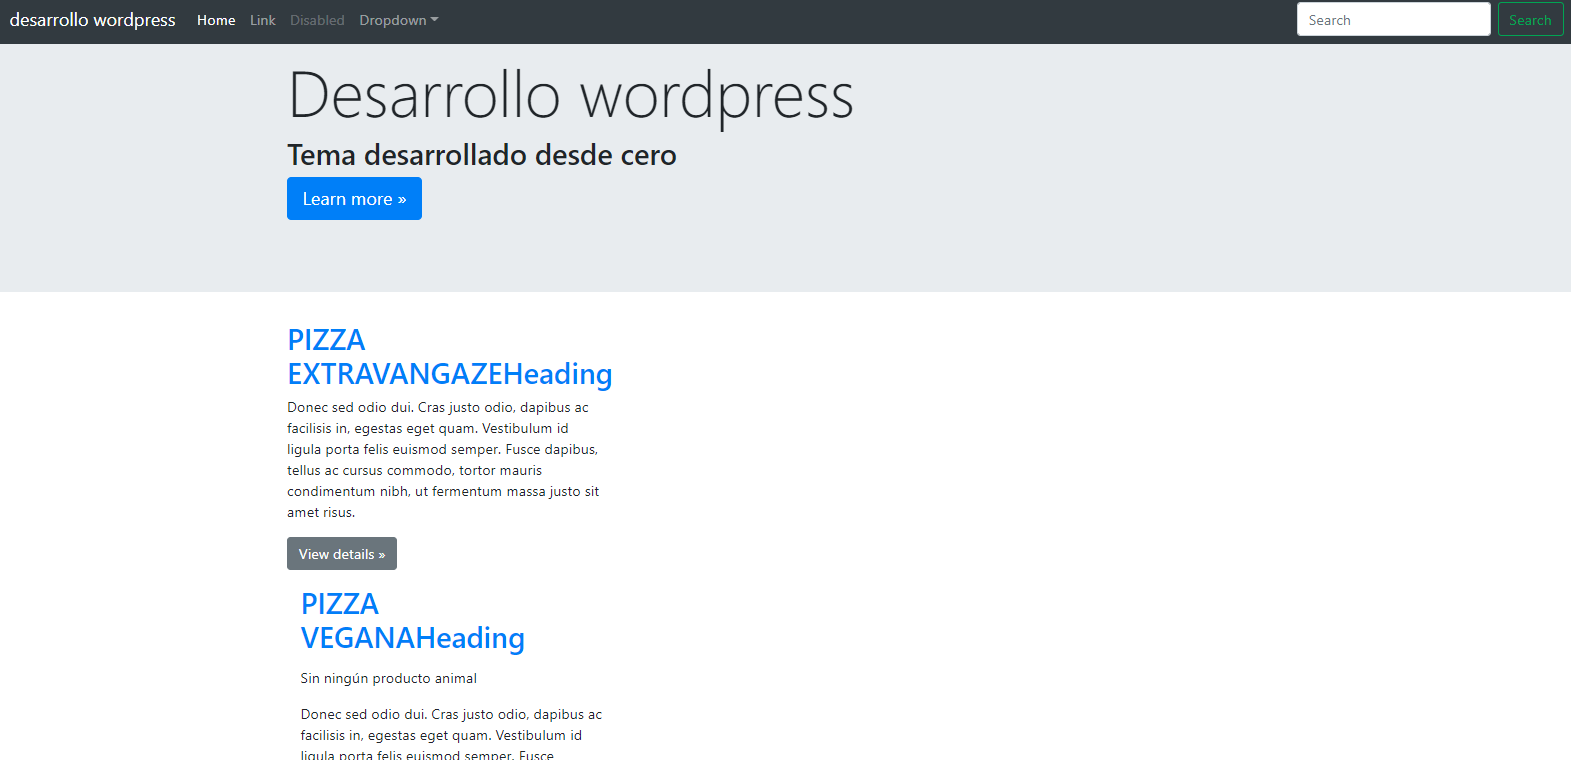 desarrollo wordpress Home Link Disabled Dropdown Search Search
Desarrollo wordpress
Tema desarrollado desde cero
Learn more »
PIZZA
EXTRAVANGAZEHeading
Donec sed odio dui. Cras justo odio, dapibus ac
facilisis in, egestas eget quam. Vestibulum id
ligula porta felis euismod semper. Fusce dapibus,
tellus ac cursus commodo, tortor mauris
condimentum nibh, ut fermentum massa justo sit
amet risus.
View details »
PIZZA
VEGANAHeading
Sin ningún producto animal
Donec sed odio dui. Cras justo odio, dapibus ac
facilisis in, egestas eget quam. Vestibulum id
ligula porta felis euismod semper. Fusce